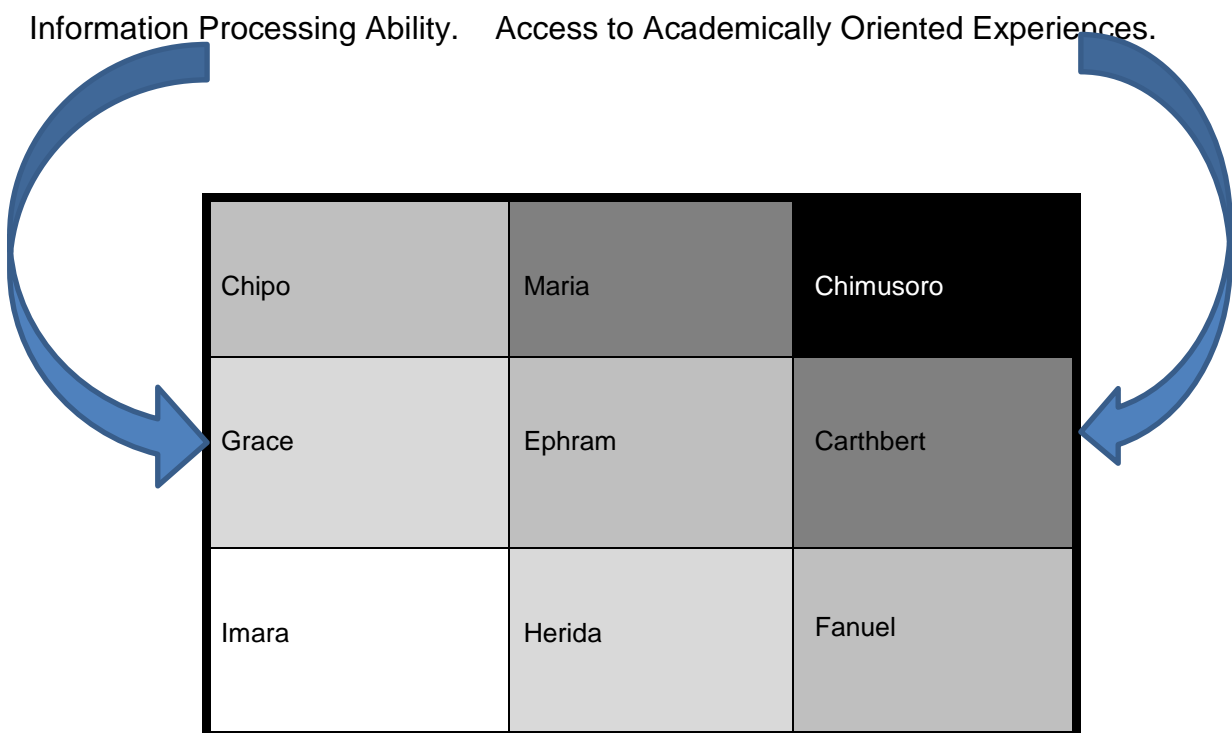 Information Processing Ability. Access to Academically Oriented Experiences.
Chipo Maria Chimusoro
Grace Ephram Carthbert
Imara Herida Fanuel